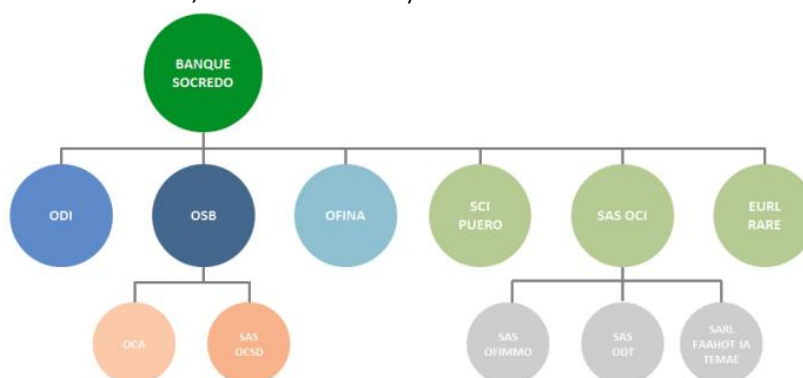 BANQUE
SOCREDO
ODI
OSB
OFINA
SCI
PUERO
SAS OCI
EURL
RARE
OCA
SAS
OCSD
SAS
OFIMMO
SAS
ODT
SARL
FAAHOT IA
TEMAE